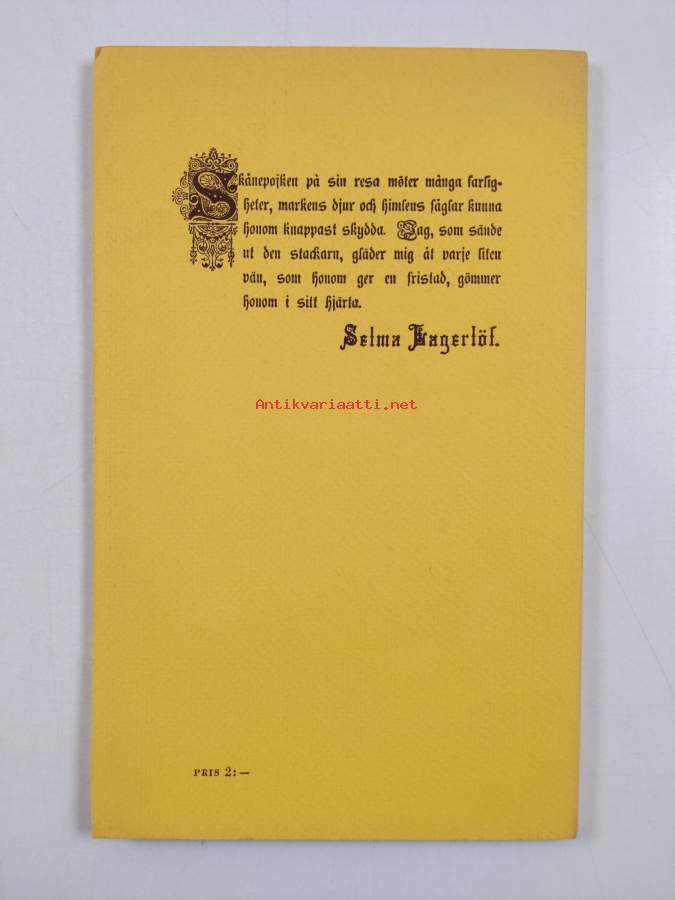 Skånepojken på sin resa möter många farlig-
heter, markens djur och himlens fåglar kunna
honom knappast skydda. Jag, som sände
ut den stackarn, gläder mig åt varje liten
vän, som honom ger en fristad, gömmer
honom i sitt hjärta.
Selma Lagerlöf.
Antikvariaatti.net
PRIS 2:—